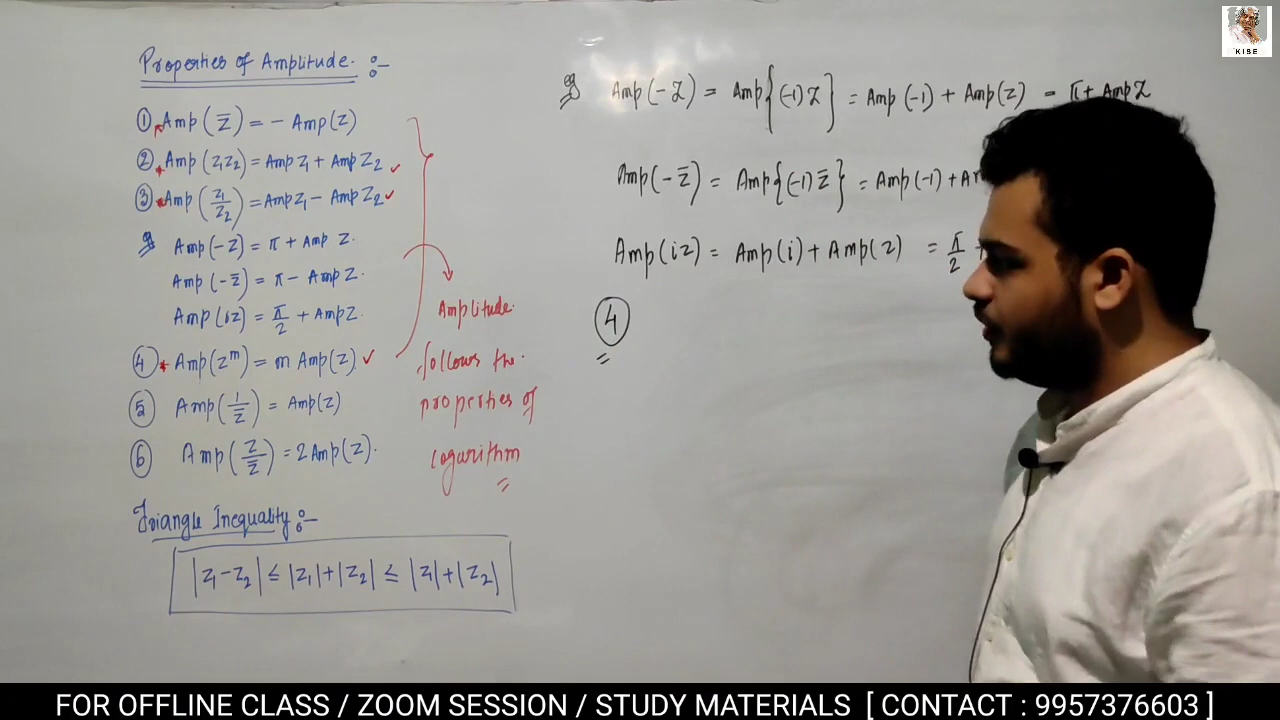 Properties of Amplitude :-
① Amp (z̅) = - Amp(z)
② Amp (z₁z₂) = Amp z₁ + Amp z₂ ✓
③ Amp (z₁/z₂) = Amp z₁ - Amp z₂ ✓
eg Amp (-z) = π + Amp z.
Amp (-z̅) = π - Amp z.
Amp (iz) = π/2 + Amp z.
④ Amp (zᵐ) = m Amp(z). ✓
⑤ Amp (1/z̅) = Amp(z)
⑥ Amp (z/z̅) = 2 Amp(z).
Amplitude.
follows the.
properties of
logarithm
Triangle Inequality :-
|z₁-z₂| ≤ |z₁|+|z₂| ≤ |z₁|+|z₂|
eg Amp (-z) = Amp{(-1)z} = Amp (-1) + Amp(z) = π + Amp z
Amp (-z̅) = Amp{(-1)z̅} = Amp(-1) +
Amp (iz) = Amp(i) + Amp(z) = π/2 +
④
KISE
FOR OFFLINE CLASS / ZOOM SESSION / STUDY MATERIALS [ CONTACT : 9957376603 ]